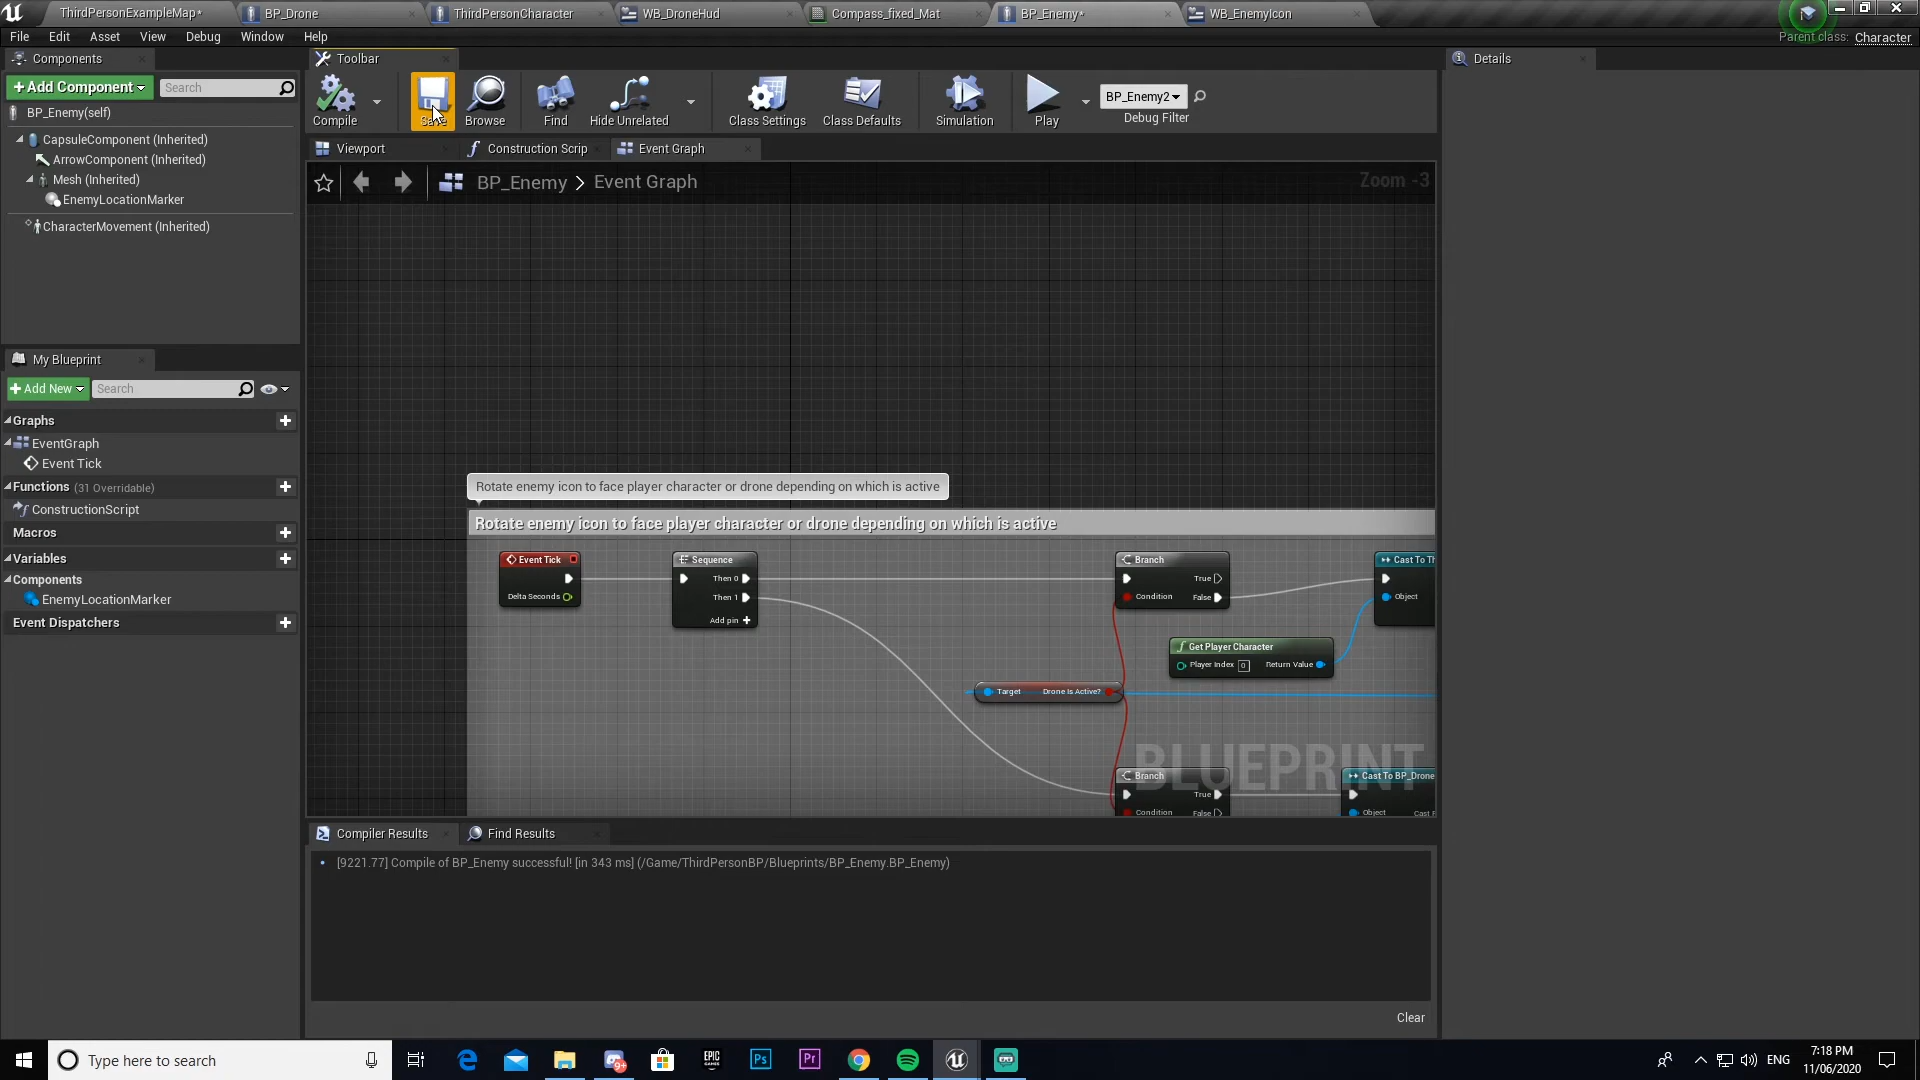 ThirdPersonExampleMap*
BP_Drone
ThirdPersonCharacter
WB_DroneHud
Compass_fixed_Mat
BP_Enemy*
WB_EnemyIcon
File Edit Asset View Debug Window Help
Parent class: Character
Components
+Add Component
Search
BP_Enemy(self)
CapsuleComponent (Inherited)
ArrowComponent (Inherited)
Mesh (Inherited)
EnemyLocationMarker
CharacterMovement (Inherited)
My Blueprint
+Add New
Search
Graphs
EventGraph
Event Tick
Functions (31 Overridable)
ConstructionScript
Macros
Variables
Components
EnemyLocationMarker
Event Dispatchers
Toolbar
Compile
Save
Browse
Find
Hide Unrelated
Class Settings
Class Defaults
Simulation
Play
BP_Enemy2
Debug Filter
Viewport
Construction Scrip
Event Graph
BP_Enemy > Event Graph
Zoom -3
Rotate enemy icon to face player character or drone depending on which is active
Rotate enemy icon to face player character or drone depending on which is active
Event Tick
Delta Seconds
Sequence
Then 0
Then 1
Add pin +
Branch
True
Condition False
Cast To Th
Object
Get Player Character
Player Index 0 Return Value
Target Drone Is Active?
BLUEPRINT
Branch
True
Condition False
Cast To BP_Drone
Object Cast F
Compiler Results
Find Results
[9221.77] Compile of BP_Enemy successful! [in 343 ms] (/Game/ThirdPersonBP/Blueprints/BP_Enemy.BP_Enemy)
Clear
Details
Type here to search
9+
EPIC GAMES
Ps
Pr
ENG
7:18 PM
11/06/2020